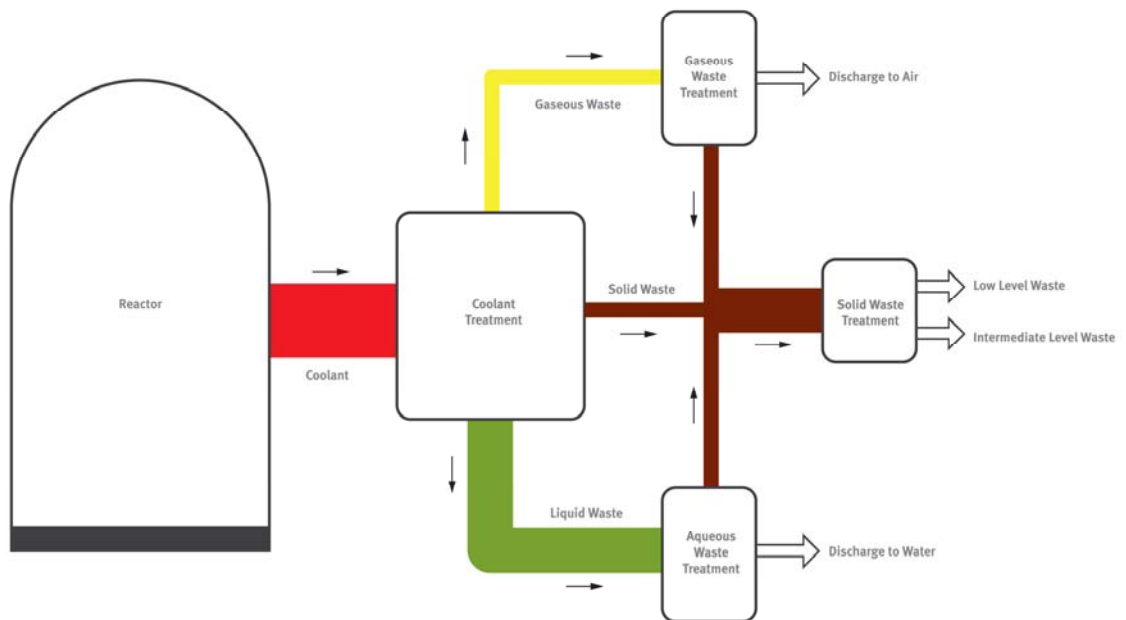 Gaseous
Waste
Treatment
Discharge to Air
Gaseous Waste
Reactor
Coolant
Coolant
Treatment
Solid Waste
Solid Waste
Treatment
Low Level Waste
Intermediate Level Waste
Liquid Waste
Aqueous
Waste
Treatment
Discharge to Water